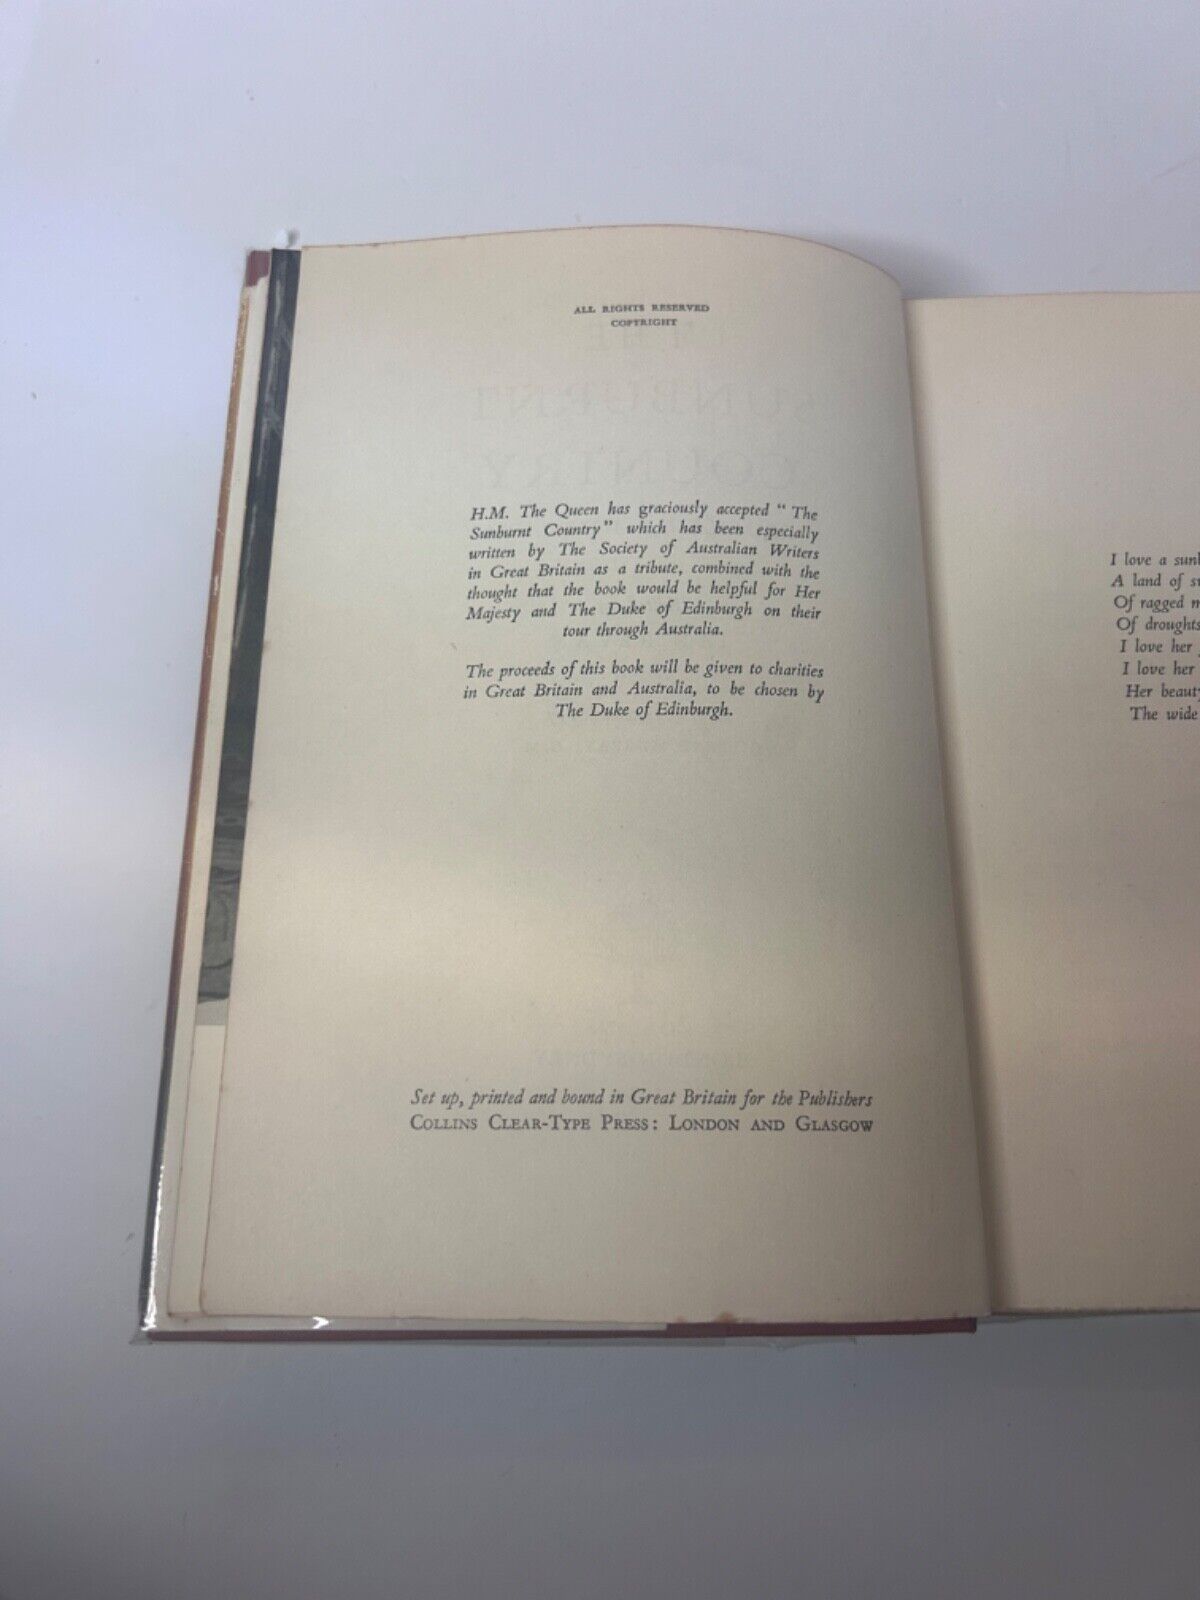 ALL RIGHTS RESERVED
COPYRIGHT
H.M. The Queen has graciously accepted "The
Sunburnt Country" which has been especially
written by The Society of Australian Writers
in Great Britain as a tribute, combined with the
thought that the book would be helpful for Her
Majesty and The Duke of Edinburgh on their
tour through Australia.
The proceeds of this book will be given to charities
in Great Britain and Australia, to be chosen by
The Duke of Edinburgh.
Set up, printed and bound in Great Britain for the Publishers
COLLINS CLEAR-TYPE PRESS: LONDON AND GLASGOW
I love a
A land of
Of ragged
Of droughts
I love her
I love her
Her beauty
The wide